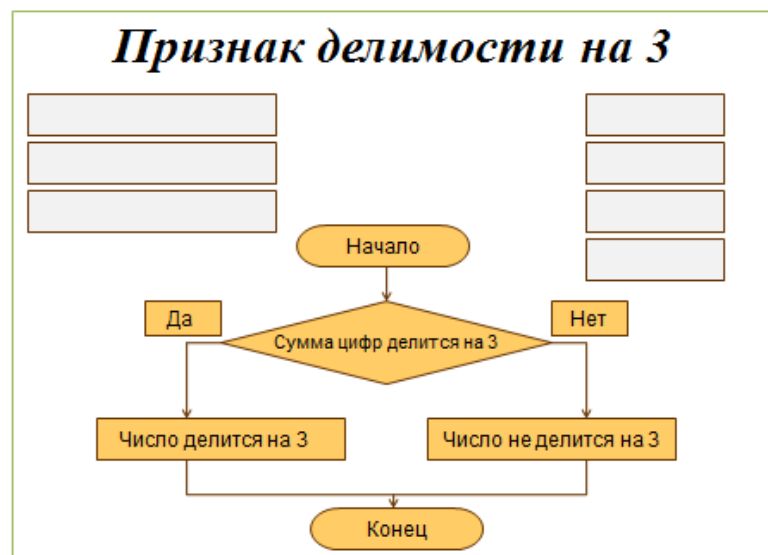 Признак делимости на 3
Начало
Да
Нет
Сумма цифр делится на 3
Число делится на 3
Число не делится на 3
Конец